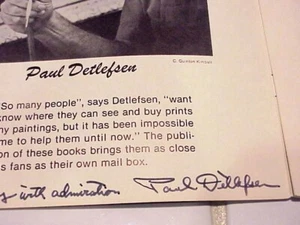 C. Gordon
Paul Detlefsen
"So many people", says Detlefsen, "want
know where they can see and buy prints
ny paintings, but it has been impossible
me to help them until now." The publi-
on of these books brings them as close
s fans as their own mail box.
with admiration Paul Detlefsen